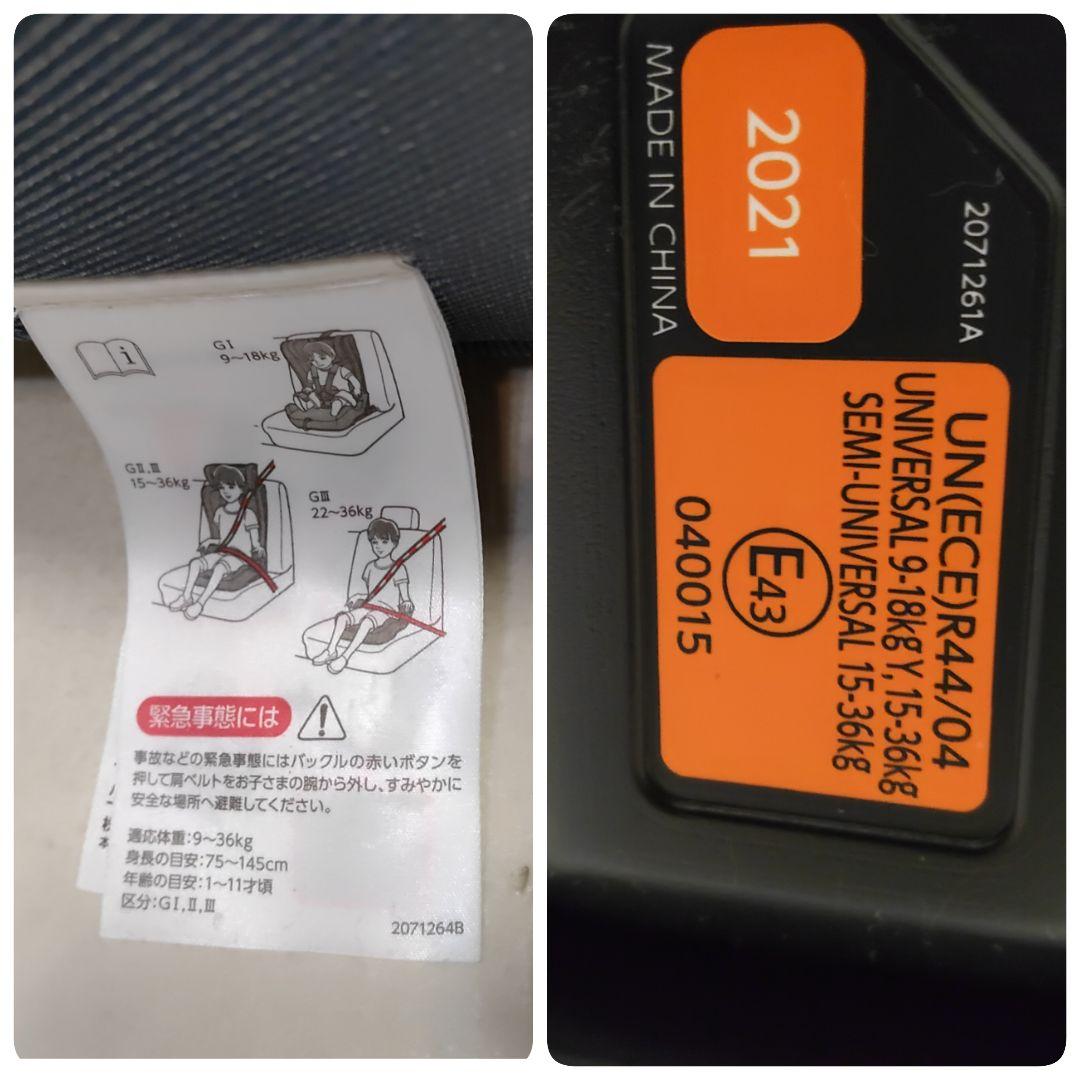 GⅠ
9～18kg
GⅡ,Ⅲ
15～36kg
GⅢ
22～36kg
緊急事態には
事故などの緊急事態にはバックルの赤いボタンを
押して肩ベルトをお子さまの腕から外し、すみやかに
安全な場所へ避難してください。
適応体重:9～36kg
身長の目安:75～145cm
年齢の目安:1～11才頃
区分:GⅠ,Ⅱ,Ⅲ
2071264B
2071261A
2021
MADE IN CHINA
UN(ECE)R44/04
UNIVERSAL 9-18kg Y, 15-36kg
SEMI-UNIVERSAL 15-36kg
E43
040015